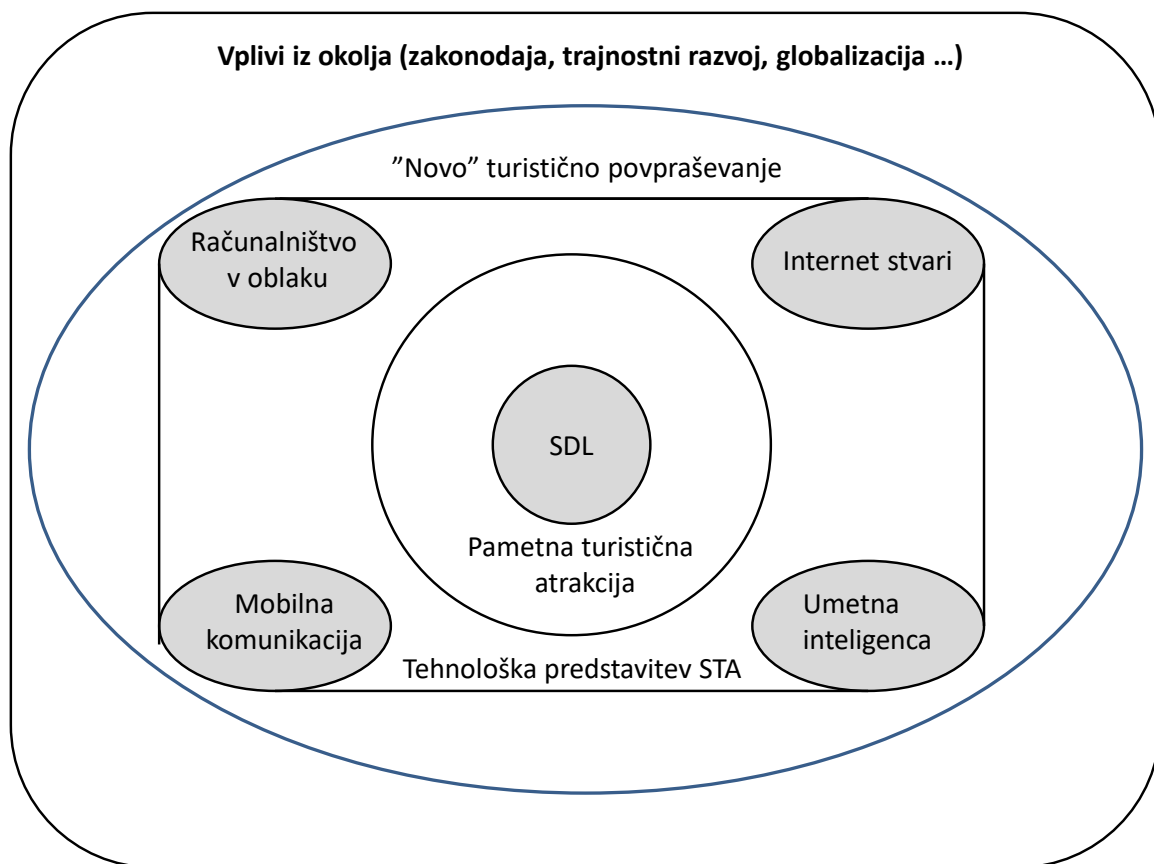 Vplivi iz okolja (zakonodaja, trajnostni razvoj, globalizacija …)
”Novo” turistično povpraševanje
Računalništvo
v oblaku
Internet stvari
SDL
Pametna turistična
atrakcija
Mobilna
komunikacija
Umetna
inteligenca
Tehnološka predstavitev STA